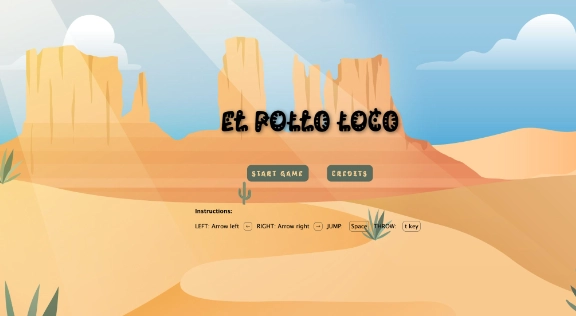 EL POLLO LOCO
START GAME CREDITS
Instructions:
LEFT: Arrow left ← RIGHT: Arrow right → JUMP Space THROW: t key